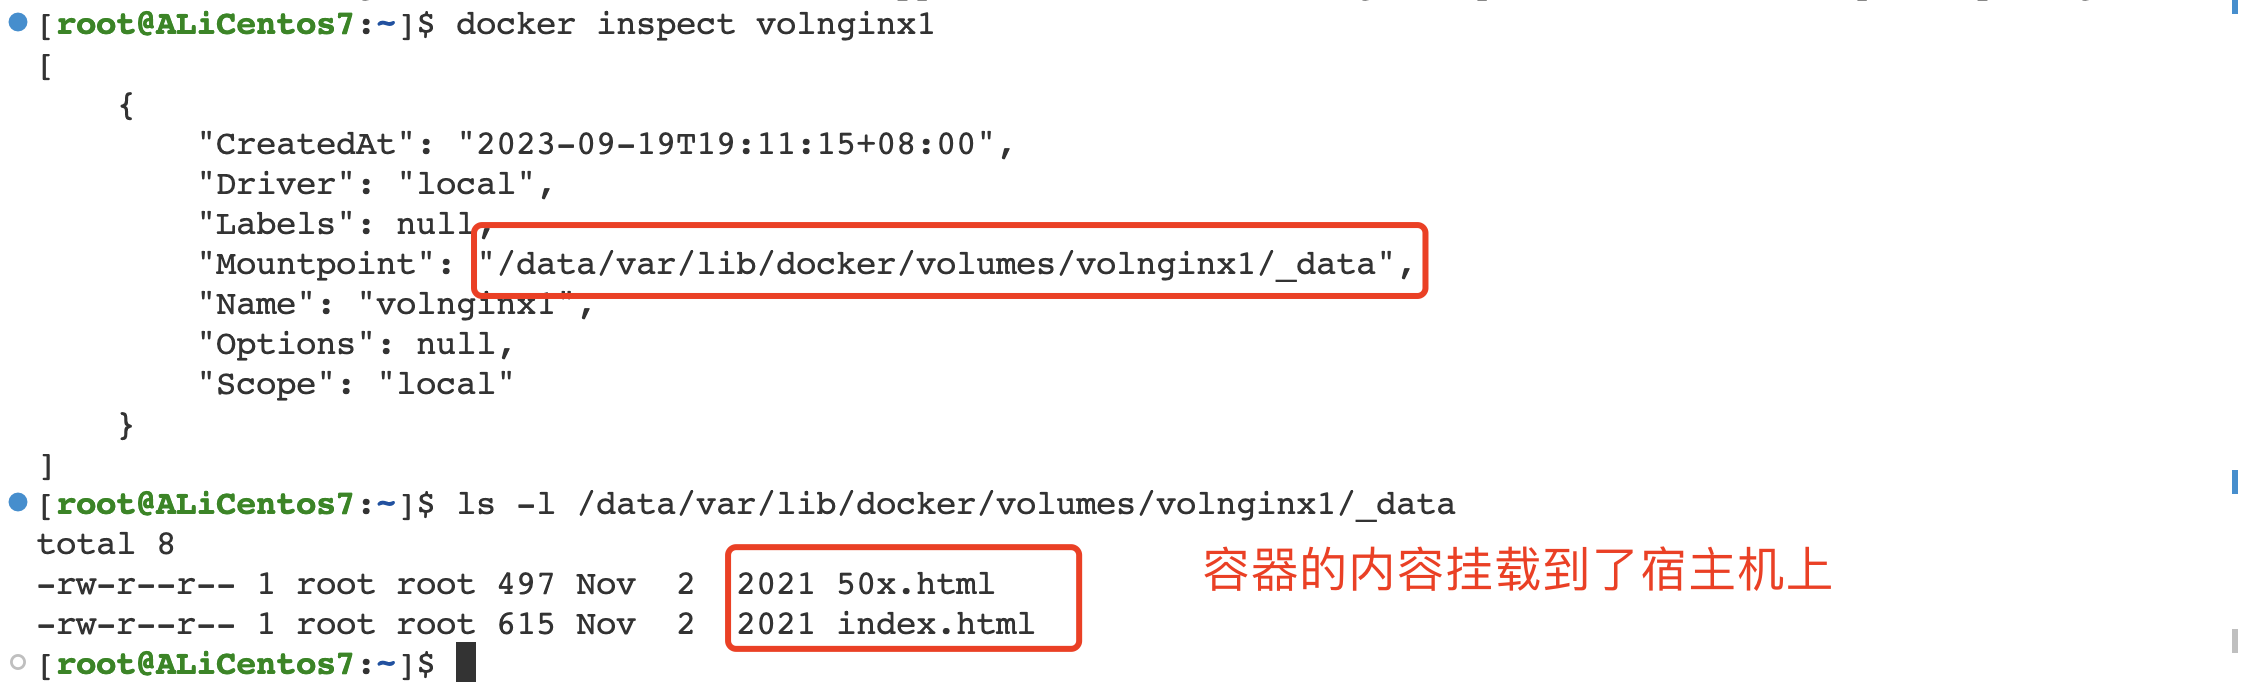 [root@ALiCentos7:~]$ docker inspect volnginx1
[
    {
        "CreatedAt": "2023-09-19T19:11:15+08:00",
        "Driver": "local",
        "Labels": null,
        "Mountpoint": "/data/var/lib/docker/volumes/volnginx1/_data",
        "Name": "volnginx1",
        "Options": null,
        "Scope": "local"
    }
]
[root@ALiCentos7:~]$ ls -l /data/var/lib/docker/volumes/volnginx1/_data
total 8
-rw-r--r-- 1 root root 497 Nov  2  2021 50x.html
容器的内容挂载到了宿主机上
-rw-r--r-- 1 root root 615 Nov  2  2021 index.html
[root@ALiCentos7:~]$